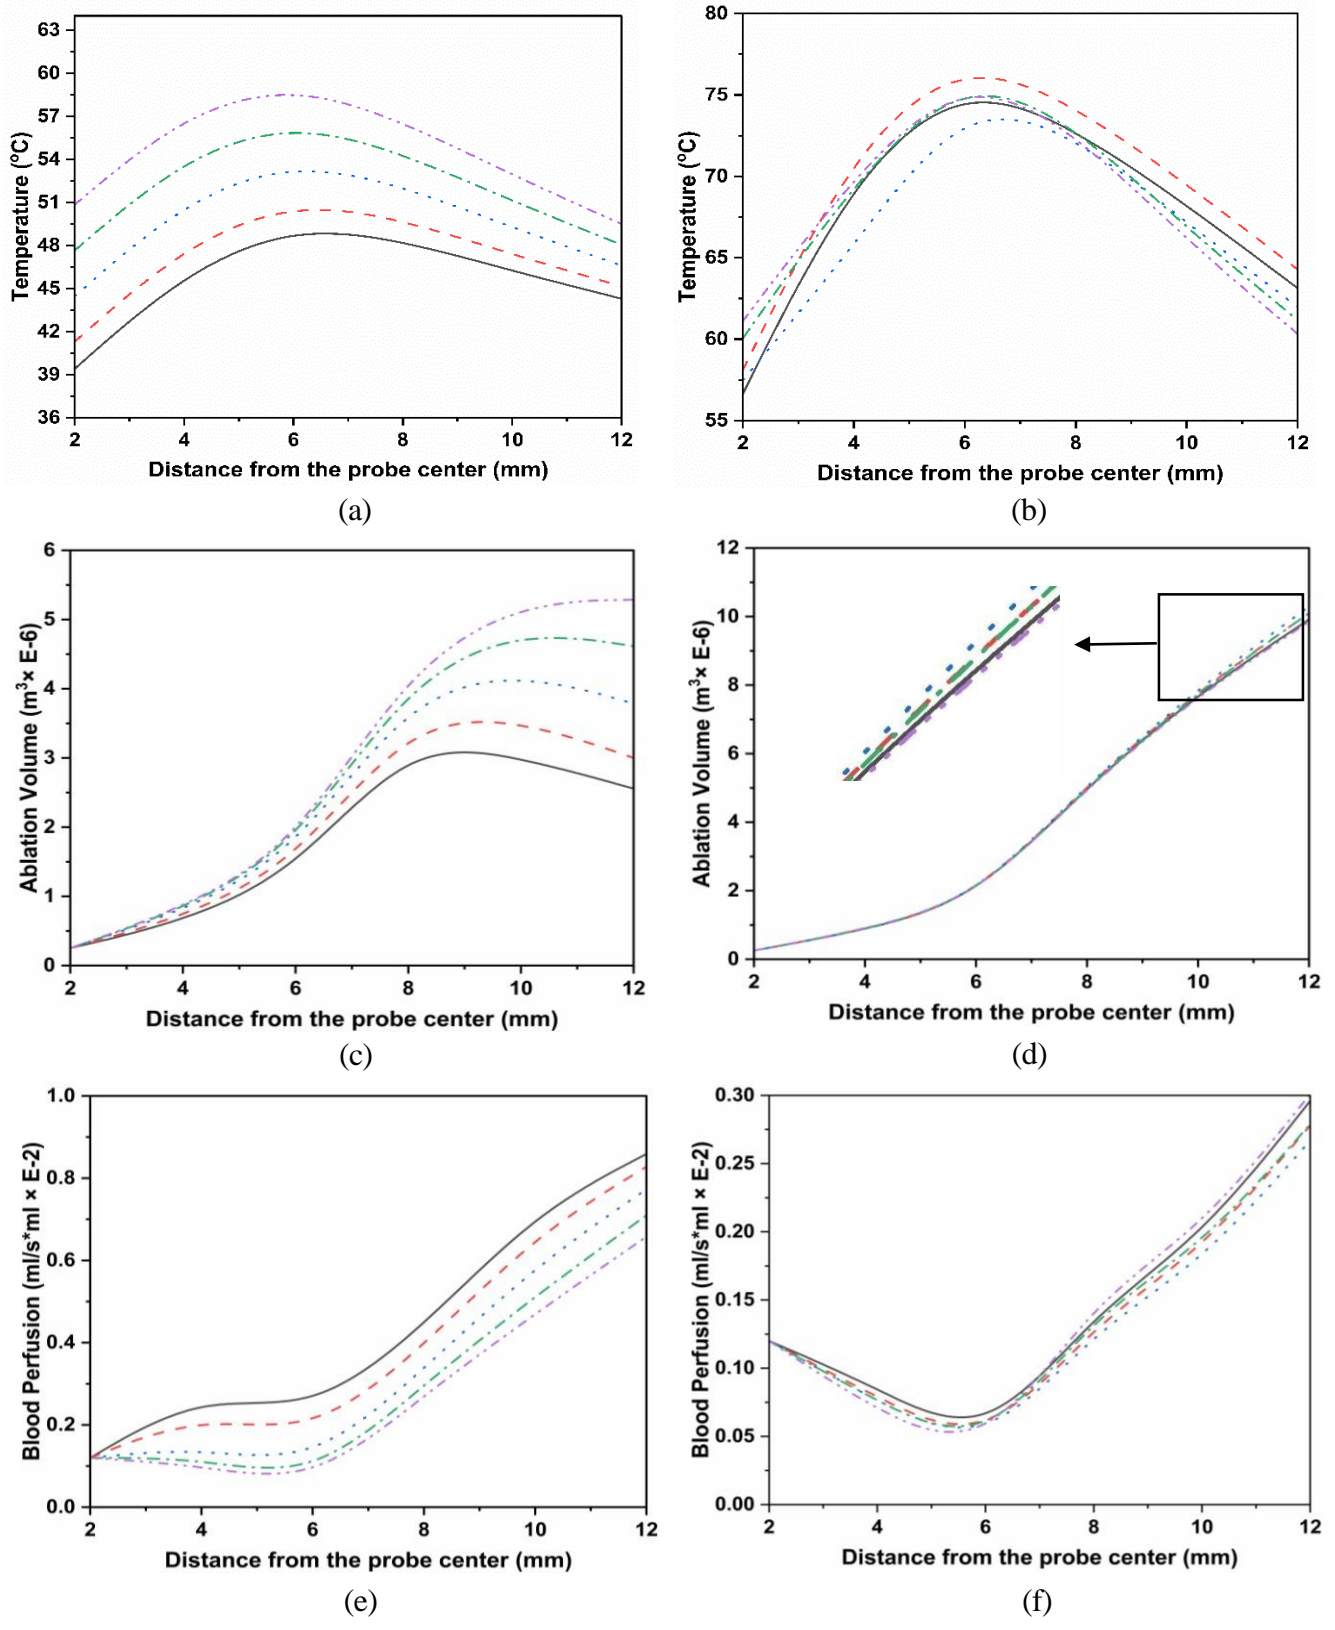 63
60
57
54
51
48
45
42
39
36
Temperature (°C)
2 4 6 8 10 12
Distance from the probe center (mm)
(a)
80
75
70
65
60
55
Temperature (°C)
2 4 6 8 10 12
Distance from the probe center (mm)
(b)
6
5
4
3
2
1
0
Ablation Volume (m³× E-6)
2 4 6 8 10 12
Distance from the probe center (mm)
(c)
12
10
8
6
4
2
0
Ablation Volume (m³× E-6)
2 4 6 8 10 12
Distance from the probe center (mm)
(d)
1.0
0.8
0.6
0.4
0.2
0.0
Blood Perfusion (ml/s*ml × E-2)
2 4 6 8 10 12
Distance from the probe center (mm)
(e)
0.30
0.25
0.20
0.15
0.10
0.05
0.00
Blood Perfusion (ml/s*ml × E-2)
2 4 6 8 10 12
Distance from the probe center (mm)
(f)